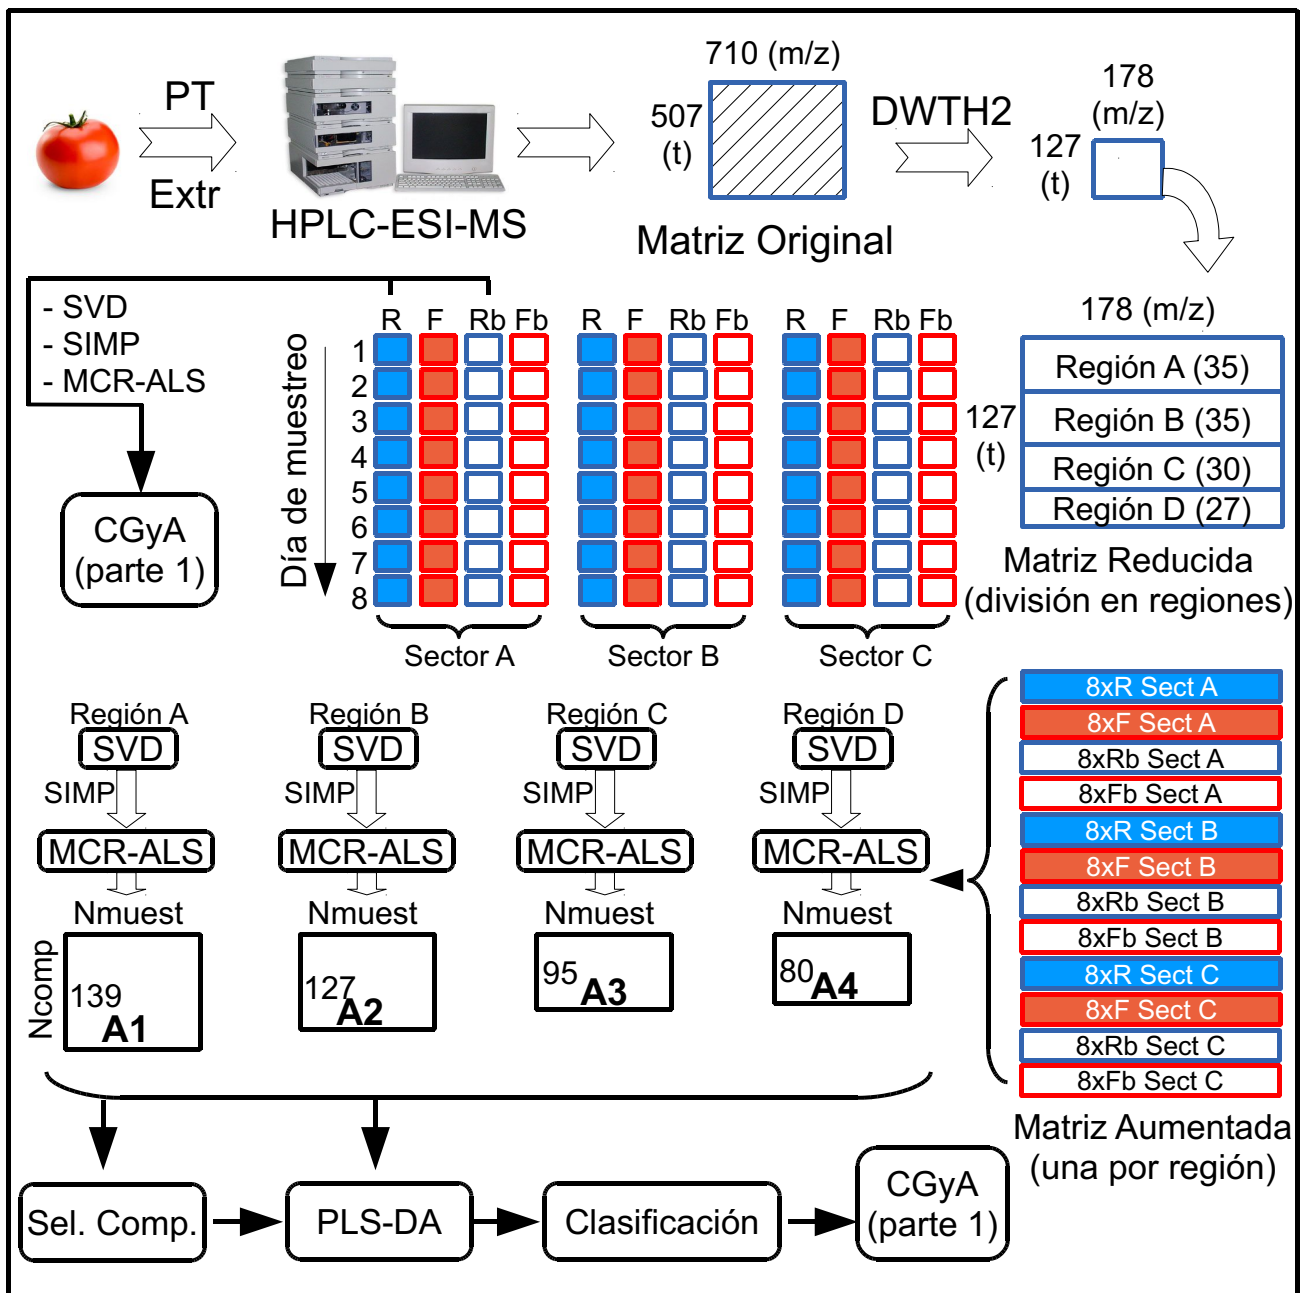 PT
Extr
HPLC-ESI-MS
710 (m/z)
507
(t)
Matriz Original
DWTH2
178
(m/z)
127
(t)
- SVD
- SIMP
- MCR-ALS
CGyA
(parte 1)
Día de muestreo
R F Rb Fb R F Rb Fb R F Rb Fb
1
2
3
4
5
6
7
8
Sector A Sector B Sector C
178 (m/z)
127
(t)
Región A (35)
Región B (35)
Región C (30)
Región D (27)
Matriz Reducida
(división en regiones)
Región A Región B Región C Región D
SVD SVD SVD SVD
SIMP SIMP SIMP SIMP
MCR-ALS MCR-ALS MCR-ALS MCR-ALS
Nmuest Nmuest Nmuest Nmuest
Ncomp
139 127 95 80
A1 A2 A3 A4
8xR Sect A
8xF Sect A
8xRb Sect A
8xFb Sect A
8xR Sect B
8xF Sect B
8xRb Sect B
8xFb Sect B
8xR Sect C
8xF Sect C
8xRb Sect C
8xFb Sect C
Matriz Aumentada
(una por región)
Sel. Comp.
PLS-DA
Clasificación
CGyA
(parte 1)